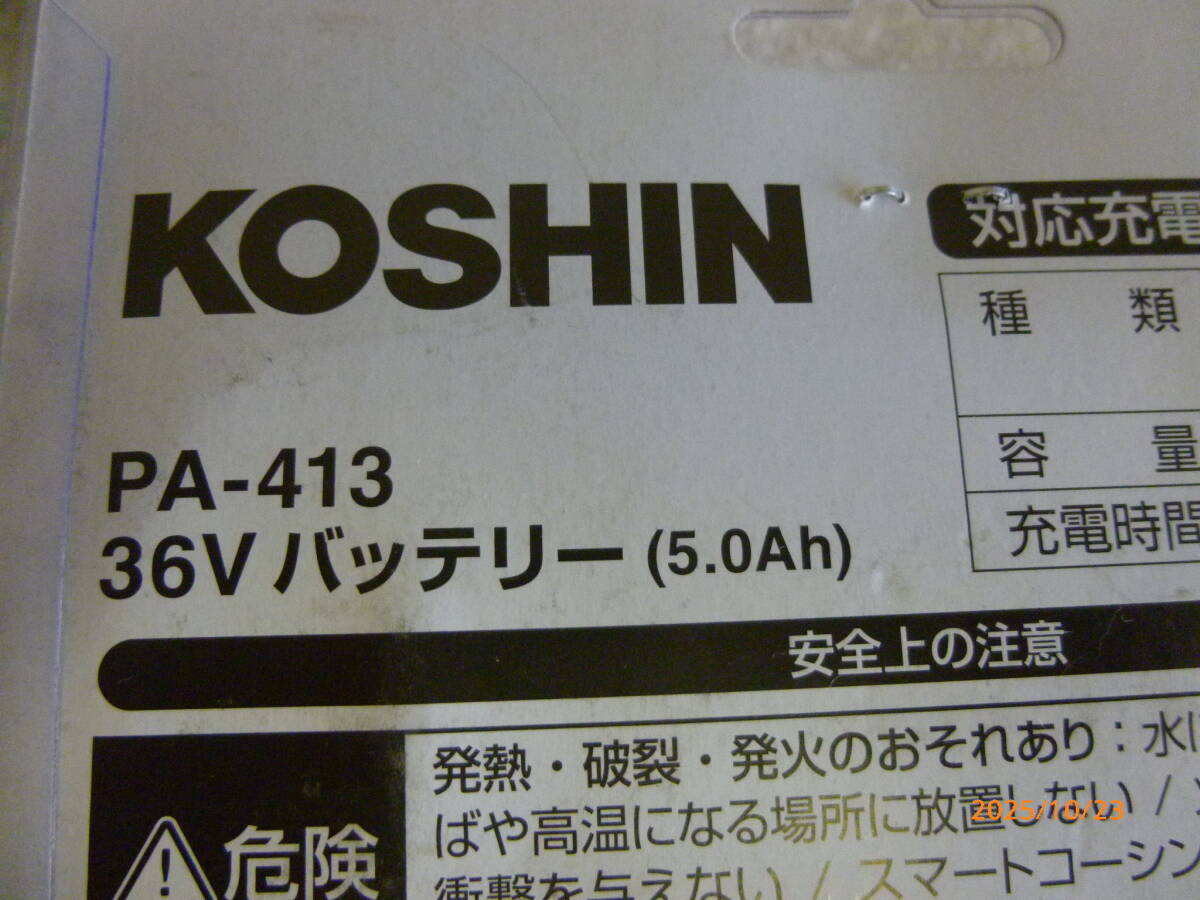 KOSHIN
PA-413
36Vバッテリー (5.0Ah)
対応充電
種 類
容 量
充電時間
安全上の注意
危険
発熱・破裂・発火のおそれあり：水
ばや高温になる場所に放置しない /
衝撃を与えない / スマートコーシン
2025/10/23